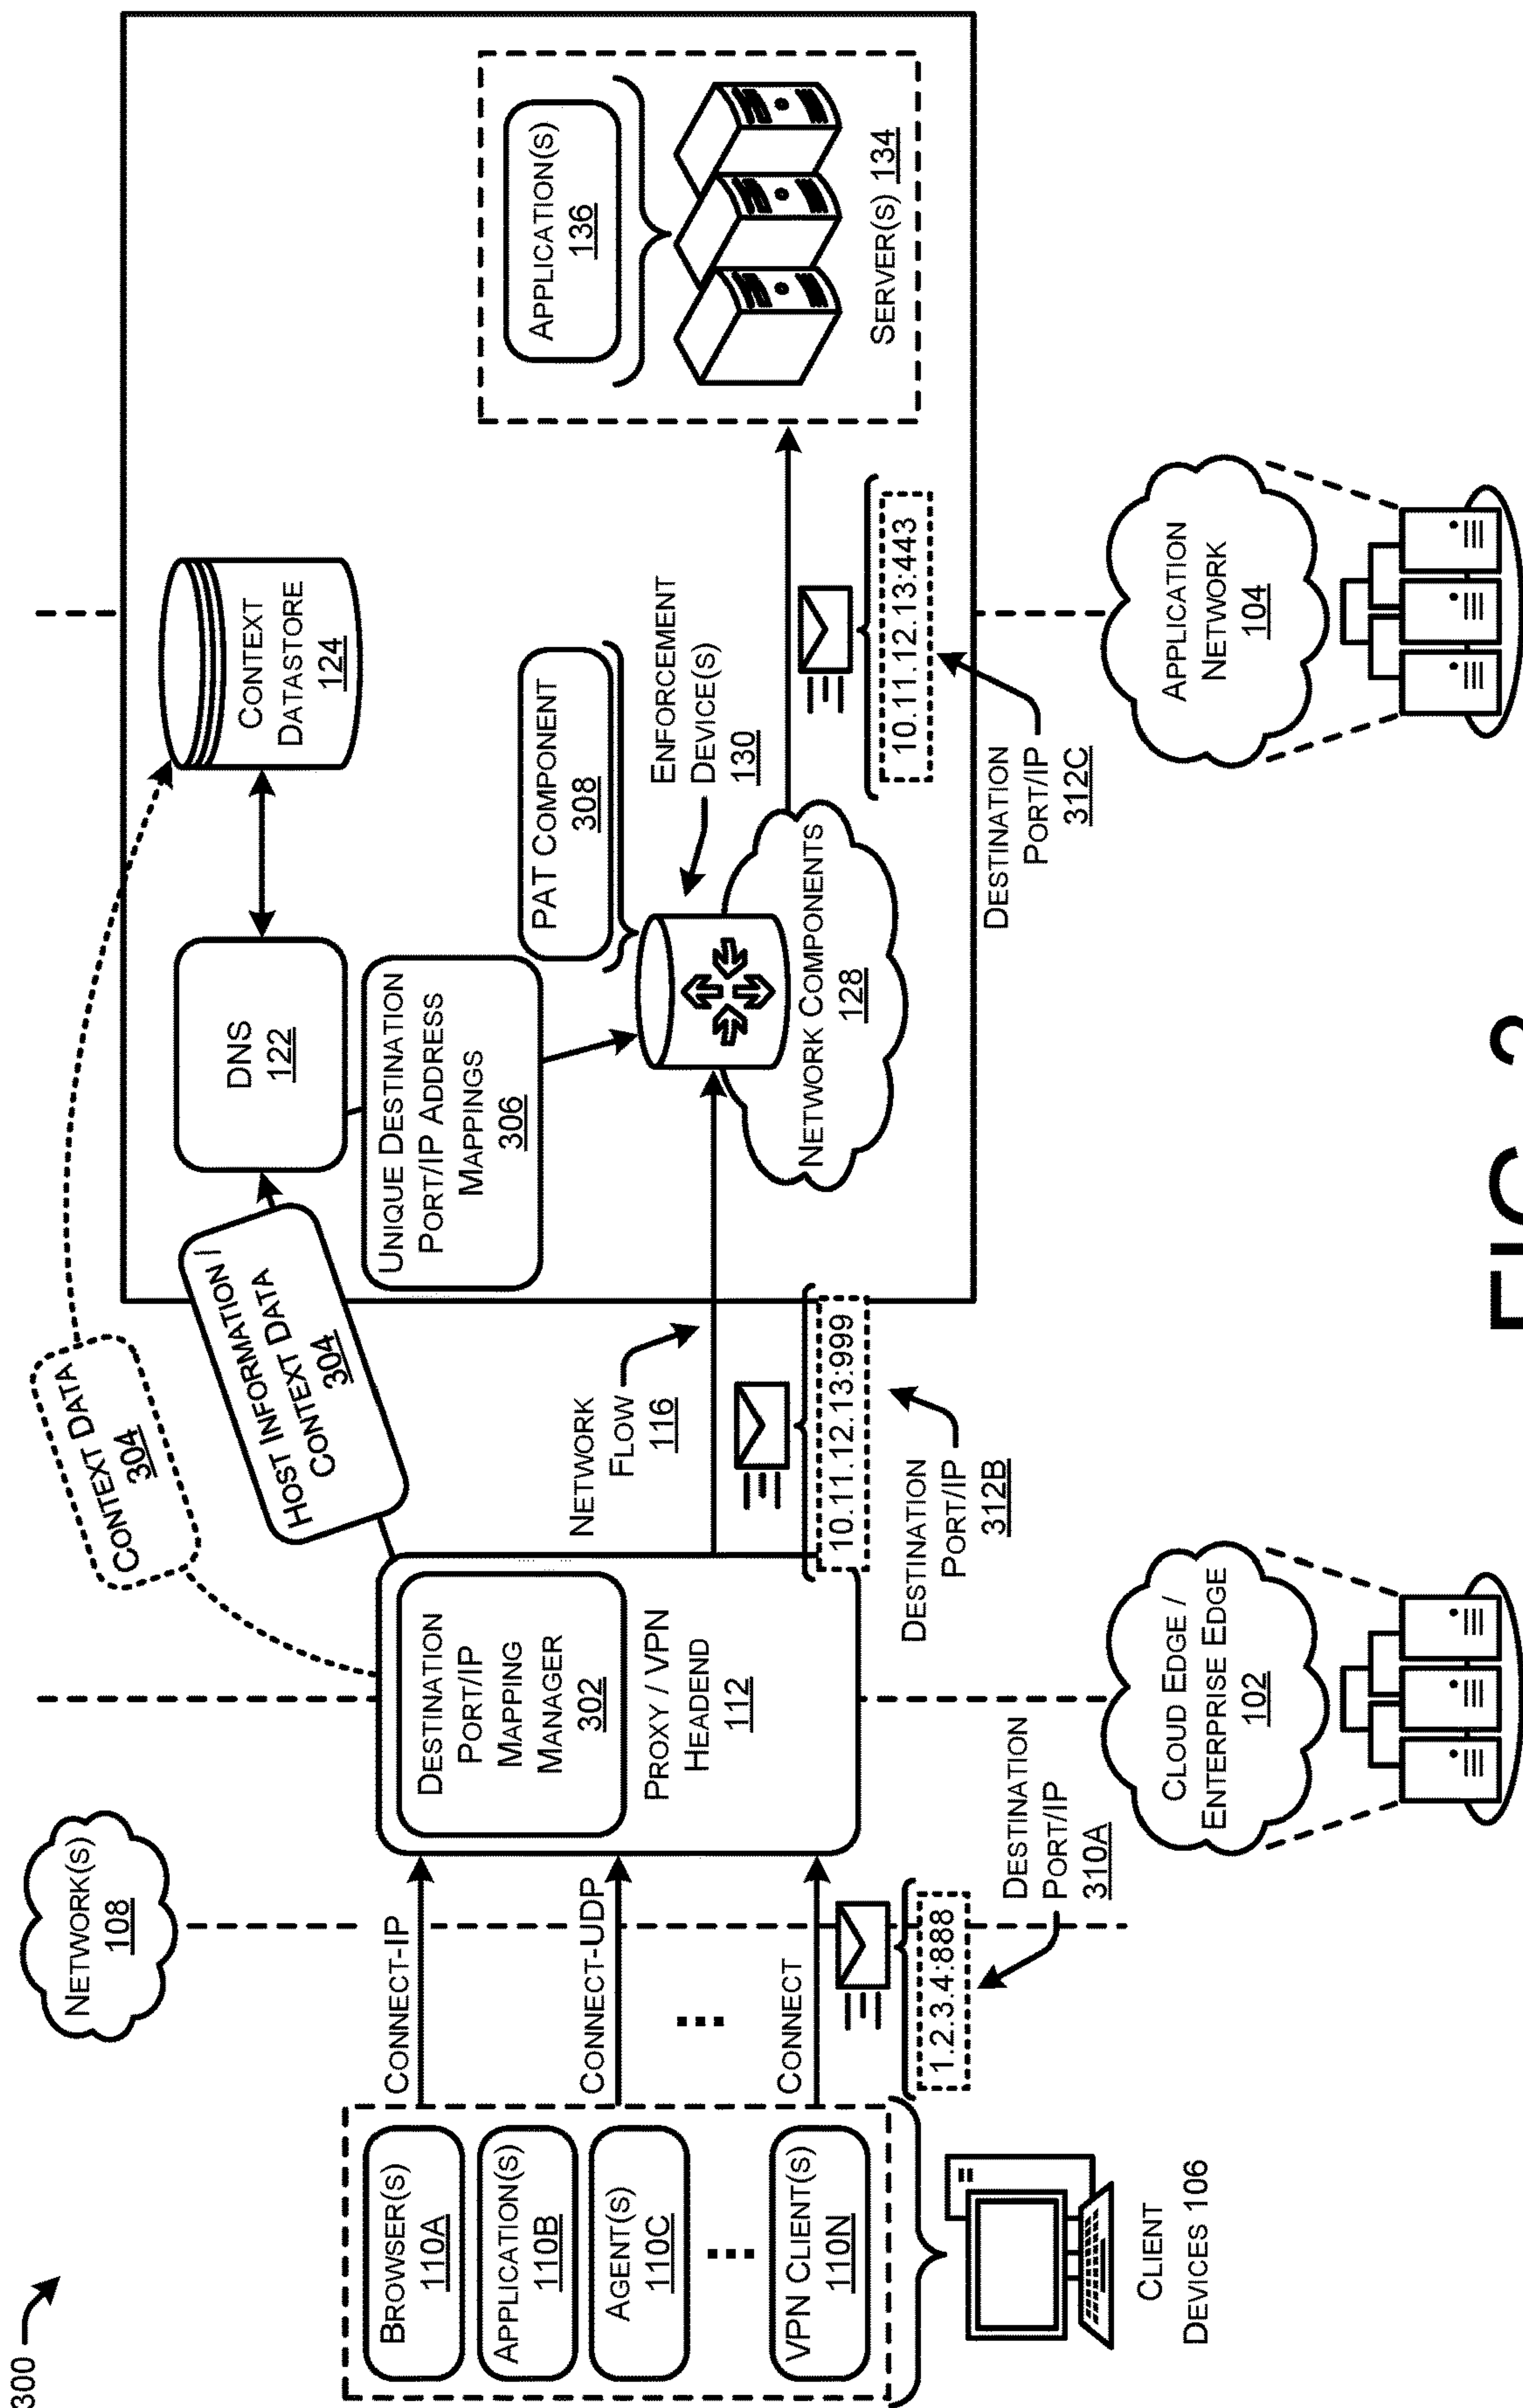 300
NETWORK(S)
108
BROWSER(S)
110A
APPLICATION(S)
110B
AGENT(S)
110C
...
VPN CLIENT(S)
110N
CLIENT
DEVICES 106
CONNECT-IP
CONNECT-UDP
...
CONNECT
1.2.3.4:888
DESTINATION
PORT/IP
310A
DESTINATION
PORT/IP
MAPPING
MANAGER
302
PROXY / VPN
HEADEND
112
CLOUD EDGE /
ENTERPRISE EDGE
102
CONTEXT DATA
304
HOST INFORMATION /
CONTEXT DATA
304
NETWORK
FLOW
116
10.11.12.13:999
DESTINATION
PORT/IP
312B
DNS
122
UNIQUE DESTINATION
PORT/IP ADDRESS
MAPPINGS
306
CONTEXT
DATASTORE
124
PAT COMPONENT
308
ENFORCEMENT
DEVICE(S)
130
NETWORK COMPONENTS
128
10.11.12.13:443
DESTINATION
PORT/IP
312C
APPLICATION(S)
136
SERVER(S) 134
APPLICATION
NETWORK
104